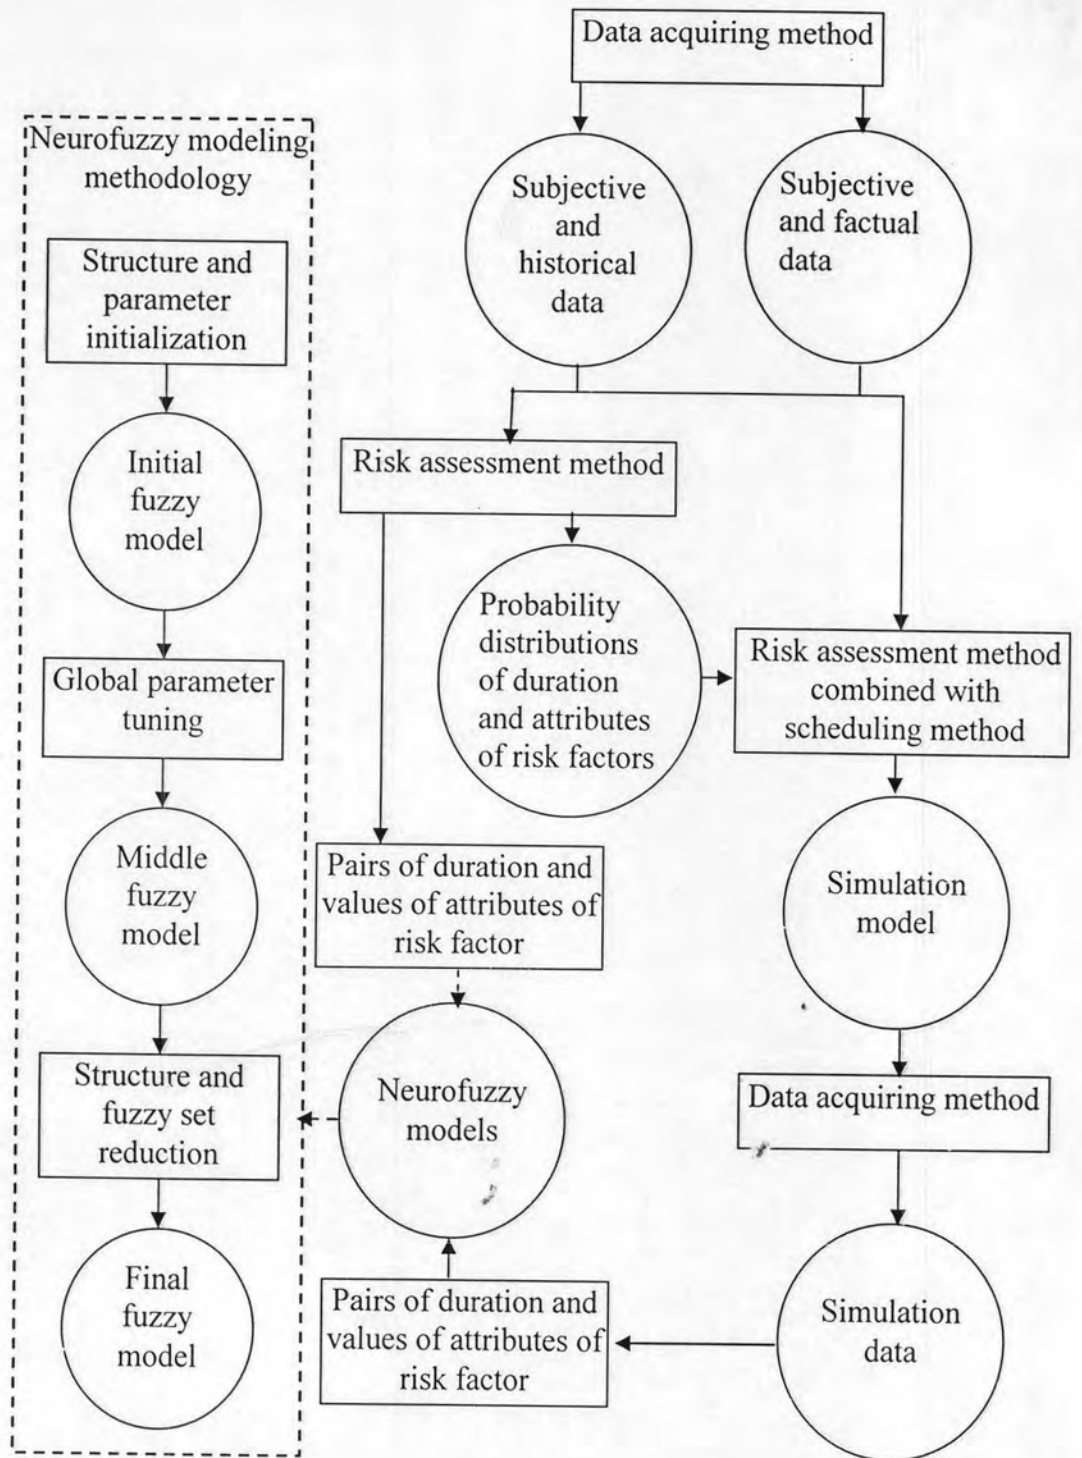 Data acquiring method
Neurofuzzy modeling
methodology
Subjective
and
historical
data
Subjective
and factual
data
Structure and
parameter
initialization
Risk assessment method
Initial
fuzzy
model
Probability
distributions
of duration
and attributes
of risk factors
Risk assessment method
combined with
scheduling method
Global parameter
tuning
Middle
fuzzy
model
Pairs of duration and
values of attributes of
risk factor
Simulation
model
Structure and
fuzzy set
reduction
Neurofuzzy
models
Data acquiring method
Final
fuzzy
model
Pairs of duration and
values of attributes of
risk factor
Simulation
data